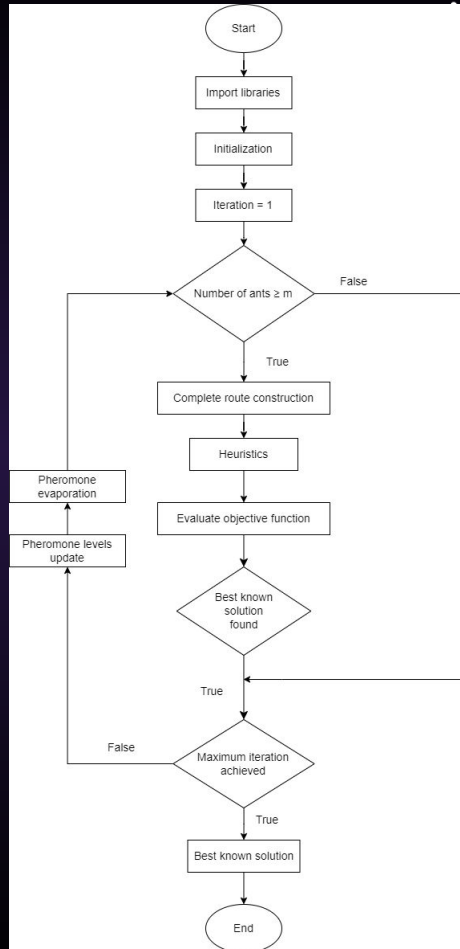 Start
Import libraries
Initialization
Iteration = 1
Number of ants ≥ m
False
True
Complete route construction
Heuristics
Pheromone
evaporation
Evaluate objective function
Pheromone levels
update
Best known
solution
found
True
False
Maximum iteration
achieved
True
Best known solution
End